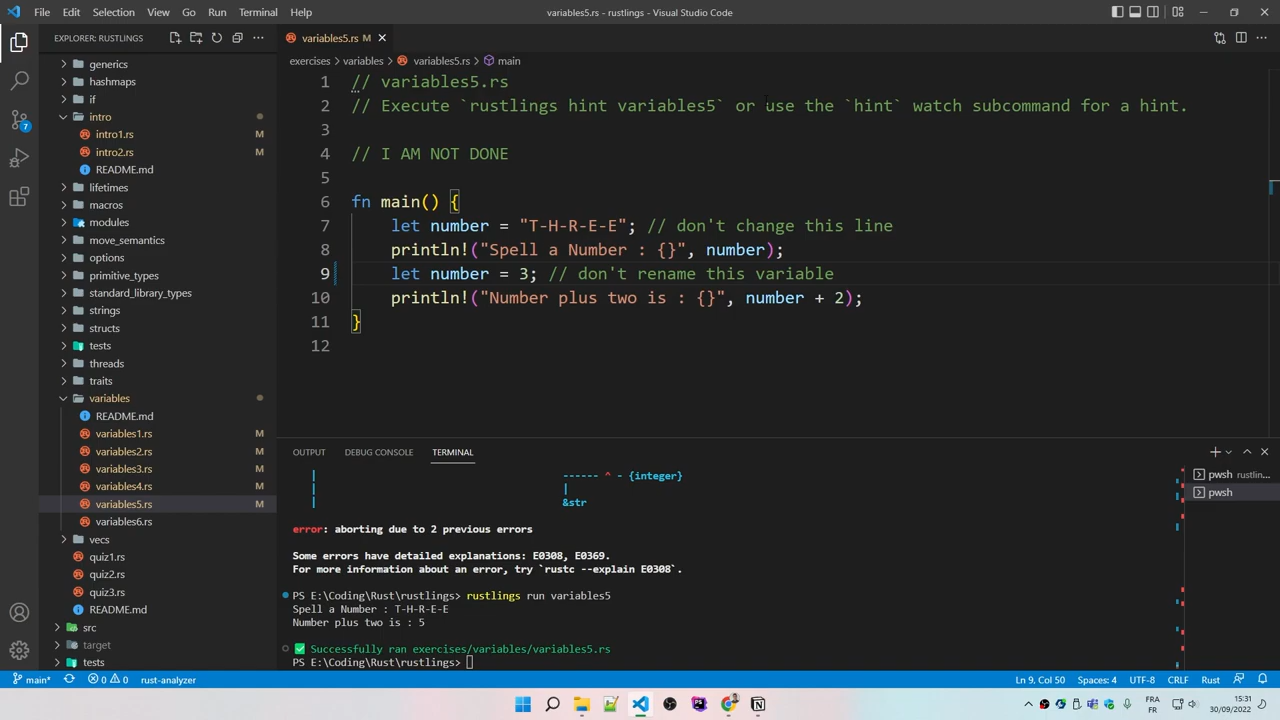 File Edit Selection View Go Run Terminal Help
variables5.rs - rustlings - Visual Studio Code
EXPLORER: RUSTLINGS
generics
hashmaps
if
intro
intro1.rs M
intro2.rs M
README.md
lifetimes
macros
modules
move_semantics
options
primitive_types
standard_library_types
strings
structs
tests
threads
traits
variables
README.md
variables1.rs M
variables2.rs M
variables3.rs M
variables4.rs M
variables5.rs M
variables6.rs
vecs
quiz1.rs
quiz2.rs
quiz3.rs
README.md
src
target
tests
7
variables5.rs M
exercises > variables > variables5.rs > main
1 // variables5.rs
2 // Execute `rustlings hint variables5` or use the `hint` watch subcommand for a hint.
3
4 // I AM NOT DONE
5
6 fn main() {
7 let number = "T-H-R-E-E"; // don't change this line
8 println!("Spell a Number : {}", number);
9 let number = 3; // don't rename this variable
10 println!("Number plus two is : {}", number + 2);
11 }
12
OUTPUT DEBUG CONSOLE TERMINAL
| ------ ^ - {integer}
| |
| &str
error: aborting due to 2 previous errors
Some errors have detailed explanations: E0308, E0369.
For more information about an error, try `rustc --explain E0308`.
PS E:\Coding\Rust\rustlings> rustlings run variables5
Spell a Number : T-H-R-E-E
Number plus two is : 5
✅ Successfully ran exercises/variables/variables5.rs
PS E:\Coding\Rust\rustlings>
pwsh rustlin...
pwsh
main* 0 0 rust-analyzer
Ln 9, Col 50 Spaces: 4 UTF-8 CRLF Rust
FRA
FR
15:31
30/09/2022